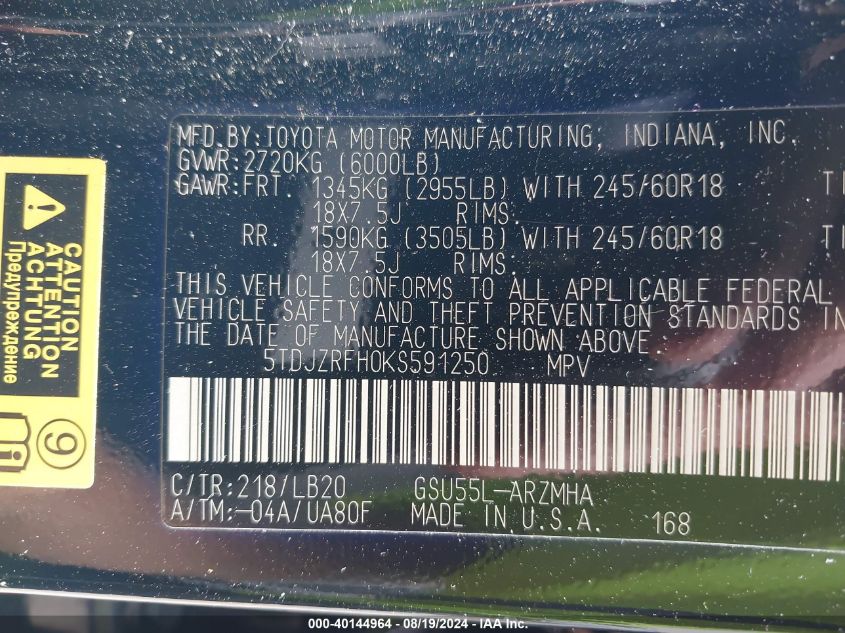 MFD.BY:TOYOTA MOTOR MANUFACTURING, INDIANA, INC.
GVWR:2720KG (6000LB)
GAWR:FRT. 1345KG (2955LB) WITH 245/60R18 TI
18X7.5J RIMS.
RR. 1590KG (3505LB) WITH 245/60R18 TI
18X7.5J RIMS.
THIS VEHICLE CONFORMS TO ALL APPLICABLE FEDERAL
VEHICLE SAFETY AND THEFT PREVENTION STANDARDS IN
THE DATE OF MANUFACTURE SHOWN ABOVE.
5TDJZRFH0KS591250 MPV
C/TR:218/LB20 GSU55L-ARZMHA
A/TM:-04A/UA80F MADE IN U.S.A. 168
CAUTION
ATTENTION
ACHTUNG
Предупреждение
9
000-40144964 - 08/19/2024 - IAA Inc.